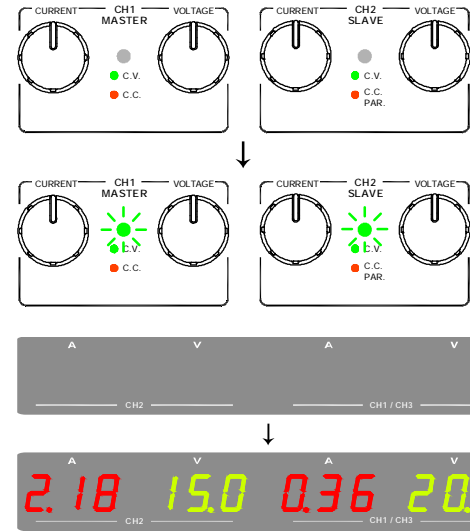 CURRENT CH1 VOLTAGE CURRENT CH2 VOLTAGE
MASTER SLAVE
C.V. C.V.
C.C. C.C.
PAR.
CURRENT CH1 VOLTAGE CURRENT CH2 VOLTAGE
MASTER SLAVE
C.V. C.V.
C.C. C.C.
PAR.
A V A V
CH2 CH1 / CH3
A V A V
2.18 15.0 0.36 20.
CH2 CH1 / CH3